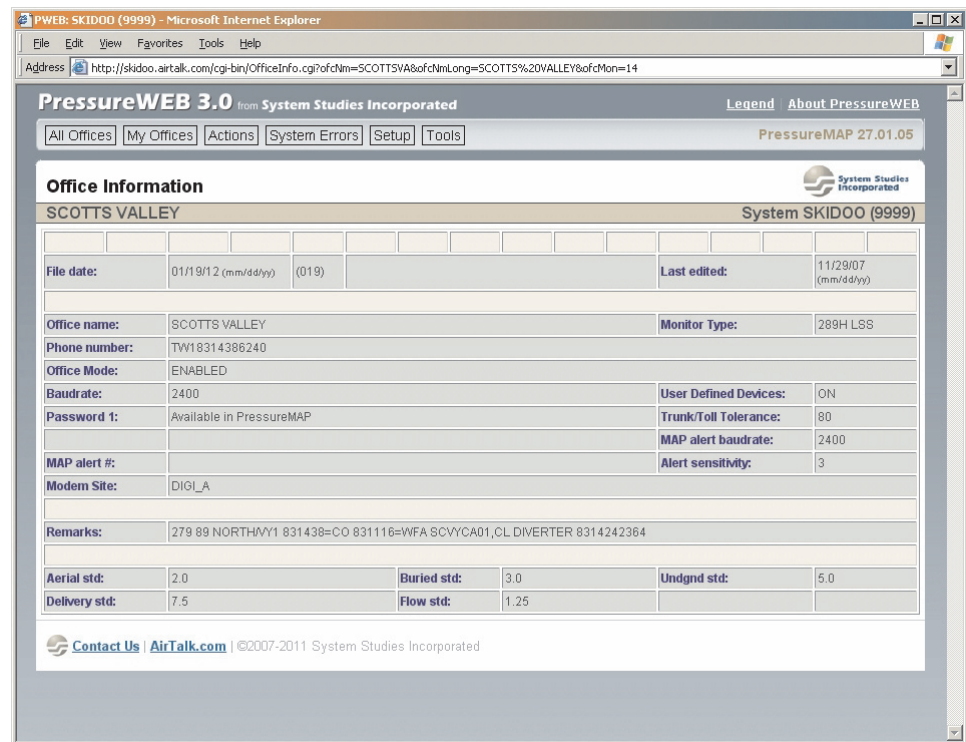 PWEB: SKIDOO (9999) - Microsoft Internet Explorer
File Edit View Favorites Tools Help
Address http://skidoo.airtalk.com/cgi-bin/OfficeInfo.cgi?ofcNm=SCOTTSVA&ofcNmLong=SCOTTS%20VALLEY&ofcMon=14
PressureWEB 3.0 from System Studies Incorporated Legend | About PressureWEB
All Offices My Offices Actions System Errors Setup Tools PressureMAP 27.01.05
Office Information System Studies Incorporated
SCOTTS VALLEY System SKIDOO (9999)
File date: 01/19/12 (mm/dd/yy) (019) Last edited: 11/29/07 (mm/dd/yy)
Office name: SCOTTS VALLEY Monitor Type: 289H LSS
Phone number: TW18314386240
Office Mode: ENABLED
Baudrate: 2400 User Defined Devices: ON
Password 1: Available in PressureMAP Trunk/Toll Tolerance: 80
MAP alert baudrate: 2400
MAP alert #: Alert sensitivity: 3
Modem Site: DIGI_A
Remarks: 279 89 NORTH/VY1 831438=CO 831116=WFA SCVYCA01,CL DIVERTER 8314242364
Aerial std: 2.0 Buried std: 3.0 Undgnd std: 5.0
Delivery std: 7.5 Flow std: 1.25
Contact Us | AirTalk.com | ©2007-2011 System Studies Incorporated